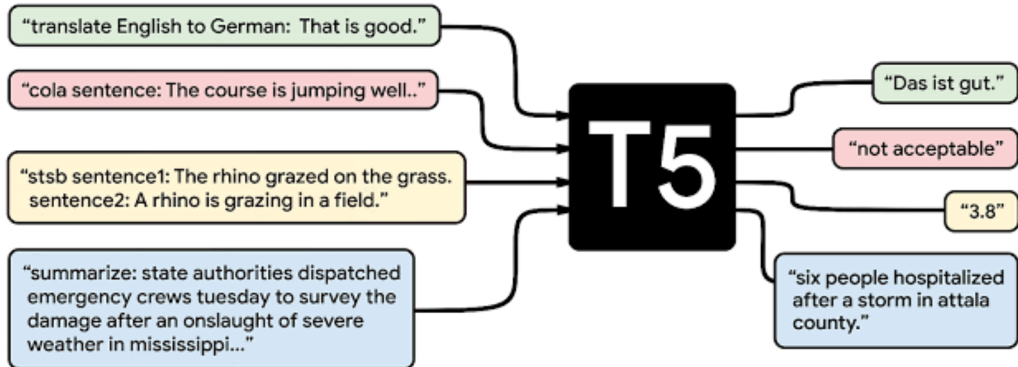 “translate English to German:  That is good.”
“cola sentence: The course is jumping well..”
“stsb sentence1: The rhino grazed on the grass.
sentence2: A rhino is grazing in a field.”
“summarize: state authorities dispatched
emergency crews tuesday to survey the
damage after an onslaught of severe
weather in mississippi...”
T5
“Das ist gut.”
“not acceptable”
“3.8”
“six people hospitalized
after a storm in attala
county.”